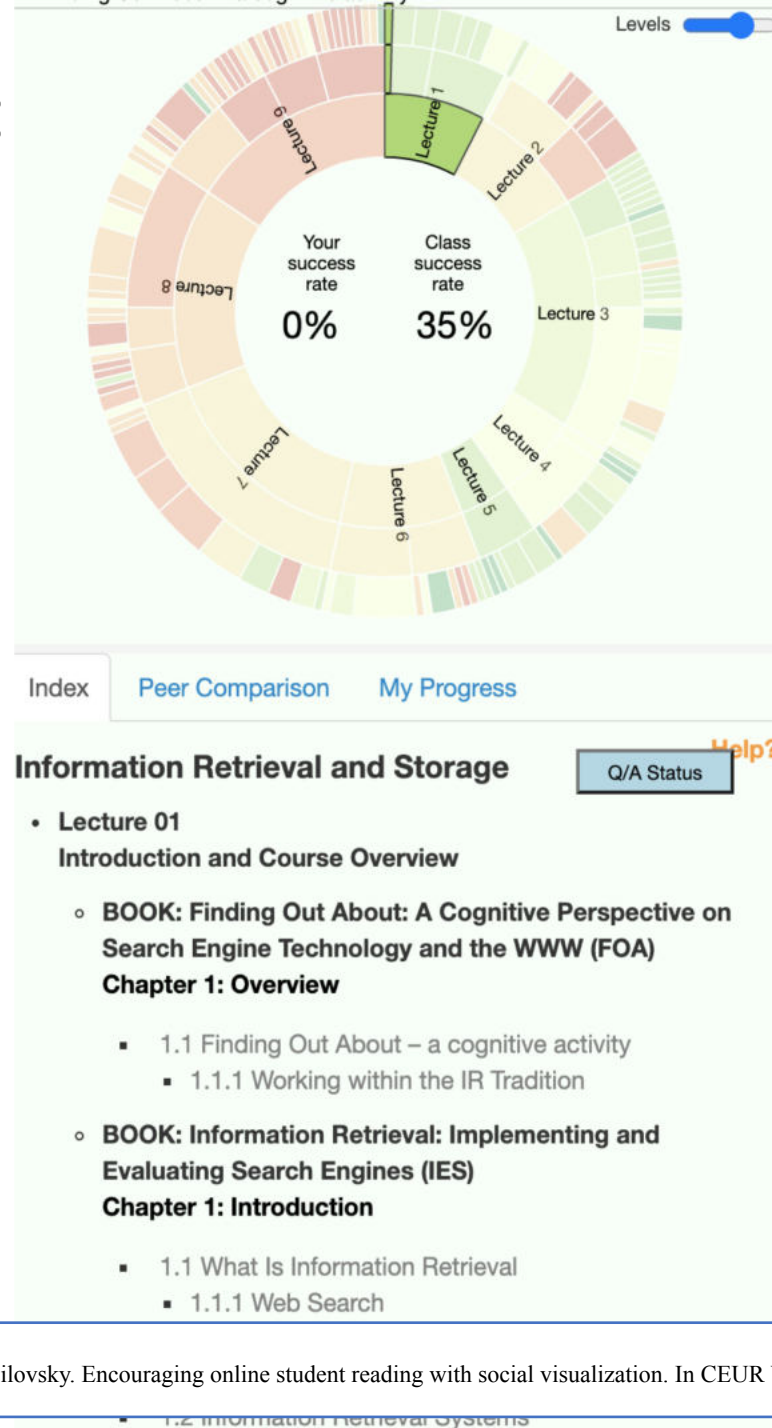 Levels
Lecture 1
Lecture 2
Lecture 3
Lecture 4
Lecture 5
Lecture 6
Lecture 7
Lecture 8
Lecture 9
Your success rate
0%
Class success rate
35%
Index Peer Comparison My Progress
Help?
Information Retrieval and Storage
Q/A Status
• Lecture 01
Introduction and Course Overview
◦ BOOK: Finding Out About: A Cognitive Perspective on
Search Engine Technology and the WWW (FOA)
Chapter 1: Overview
▪ 1.1 Finding Out About – a cognitive activity
▪ 1.1.1 Working within the IR Tradition
◦ BOOK: Information Retrieval: Implementing and
Evaluating Search Engines (IES)
Chapter 1: Introduction
▪ 1.1 What Is Information Retrieval
▪ 1.1.1 Web Search
ilovsky. Encouraging online student reading with social visualization. In CEUR
▪ 1.2 Information Retrieval Systems